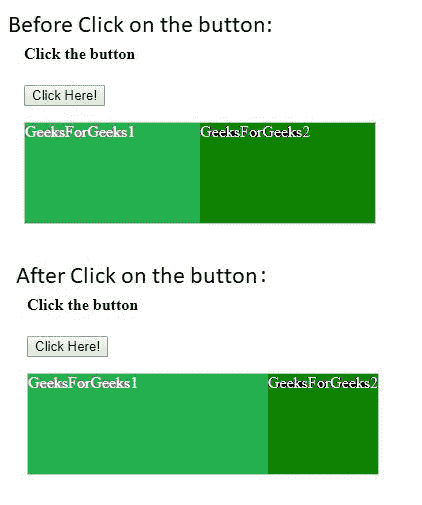 Before Click on the button:
Click the button
Click Here!
GeeksForGeeks1 GeeksForGeeks2
After Click on the button:
Click the button
Click Here!
GeeksForGeeks1 GeeksForGeeks2